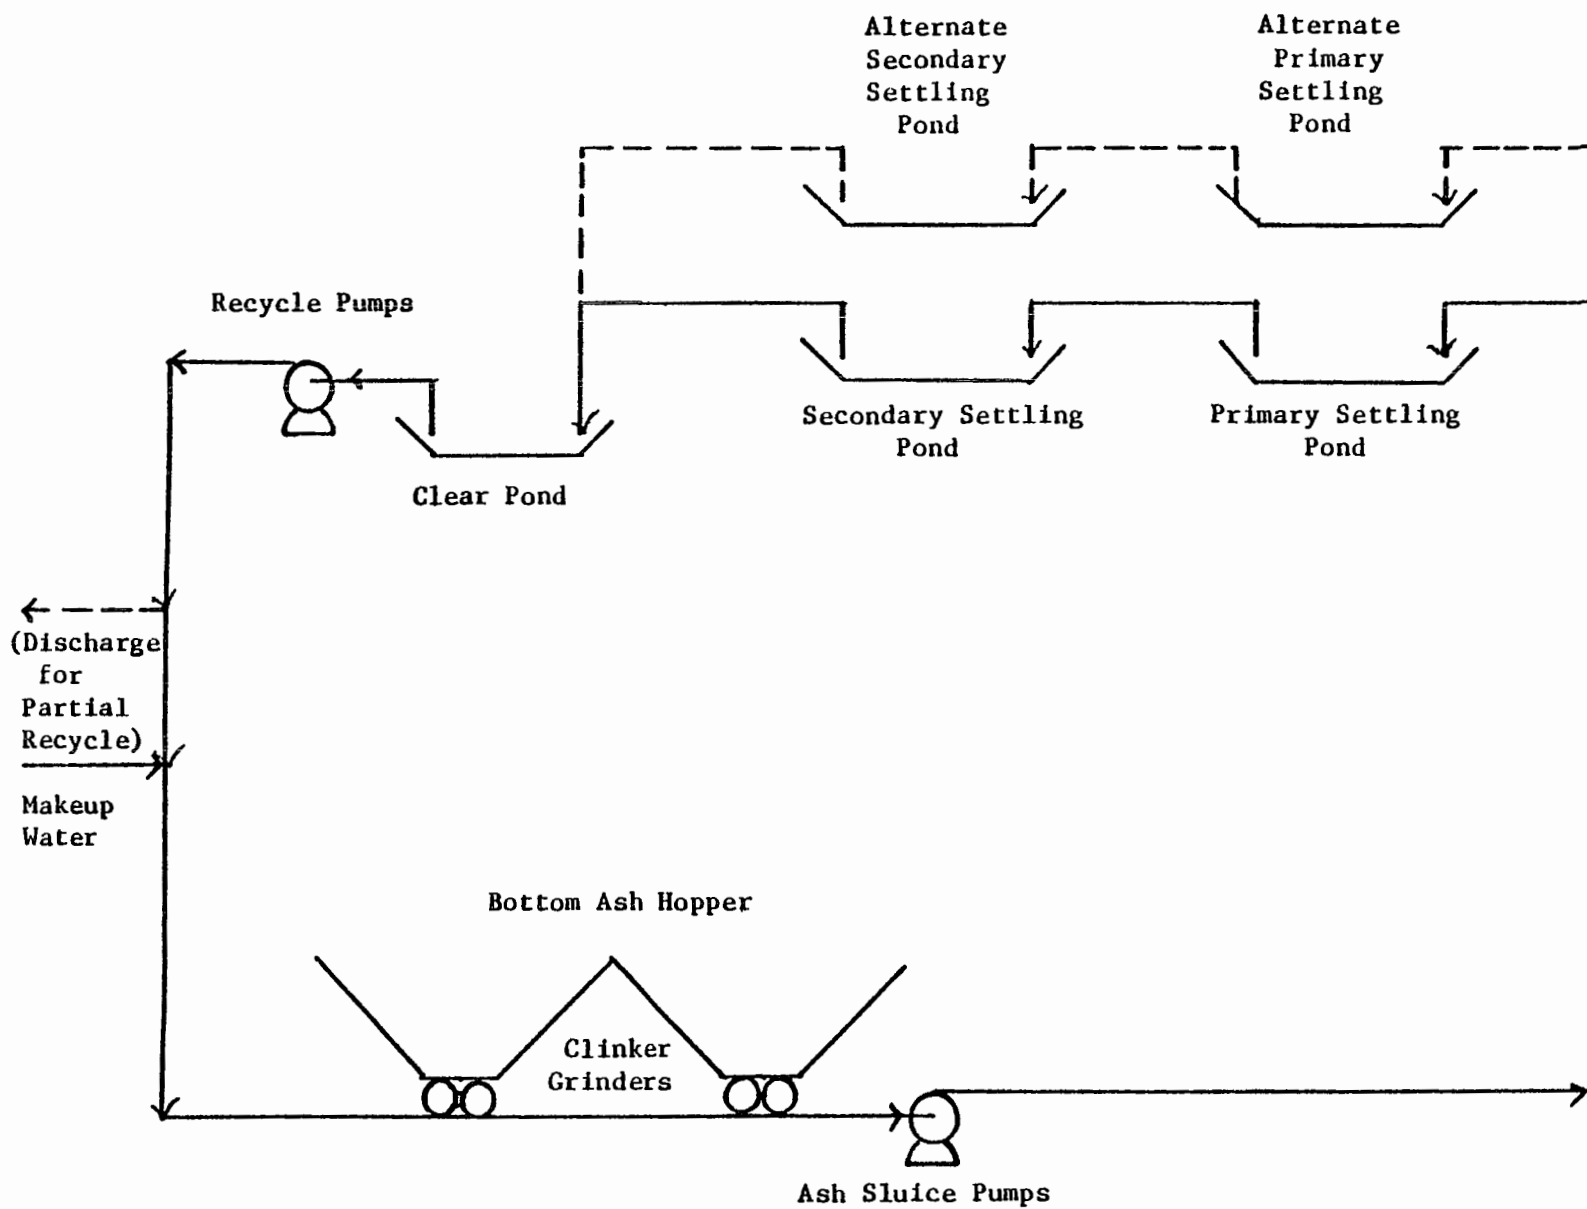 Alternate
Secondary
Settling
Pond
Alternate
Primary
Settling
Pond
Recycle Pumps
Secondary Settling
Pond
Primary Settling
Pond
Clear Pond
(Discharge
for
Partial
Recycle)
Makeup
Water
Bottom Ash Hopper
Clinker
Grinders
Ash Sluice Pumps